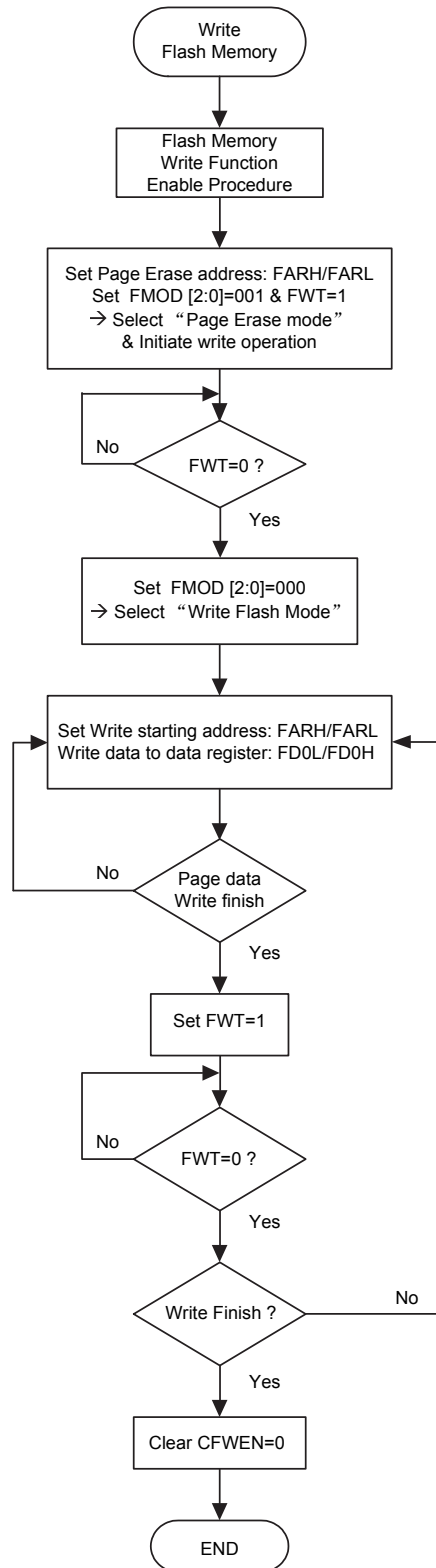 Write
Flash Memory
Flash Memory
Write Function
Enable Procedure
Set Page Erase address: FARH/FARL
Set FMOD [2:0]=001 & FWT=1
→ Select “Page Erase mode”
& Initiate write operation
No
FWT=0 ?
Yes
Set FMOD [2:0]=000
→ Select “Write Flash Mode”
Set Write starting address: FARH/FARL
Write data to data register: FD0L/FD0H
No
Page data
Write finish
Yes
Set FWT=1
No
FWT=0 ?
Yes
Write Finish ?
No
Yes
Clear CFWEN=0
END